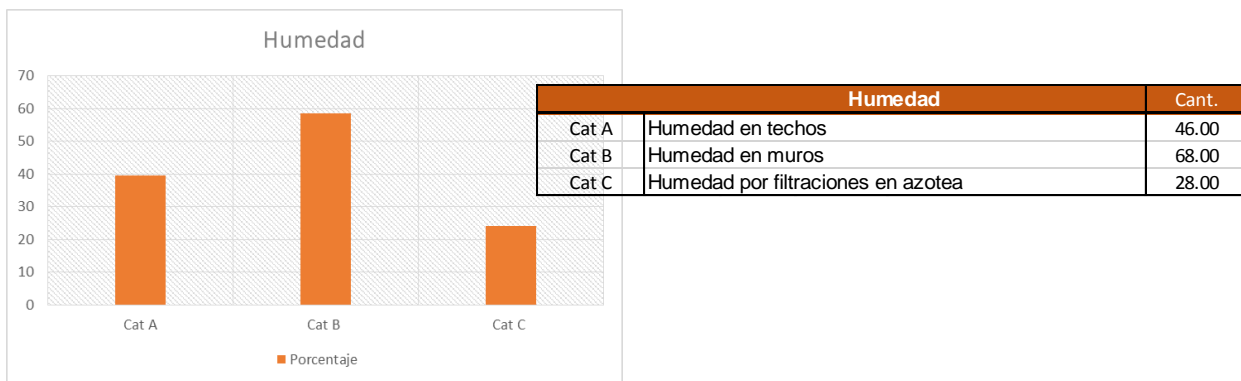 Humedad
70
60
50
40
30
20
10
0
Cat A Cat B Cat C
Porcentaje
Humedad Cant.
Cat A Humedad en techos 46.00
Cat B Humedad en muros 68.00
Cat C Humedad por filtraciones en azotea 28.00